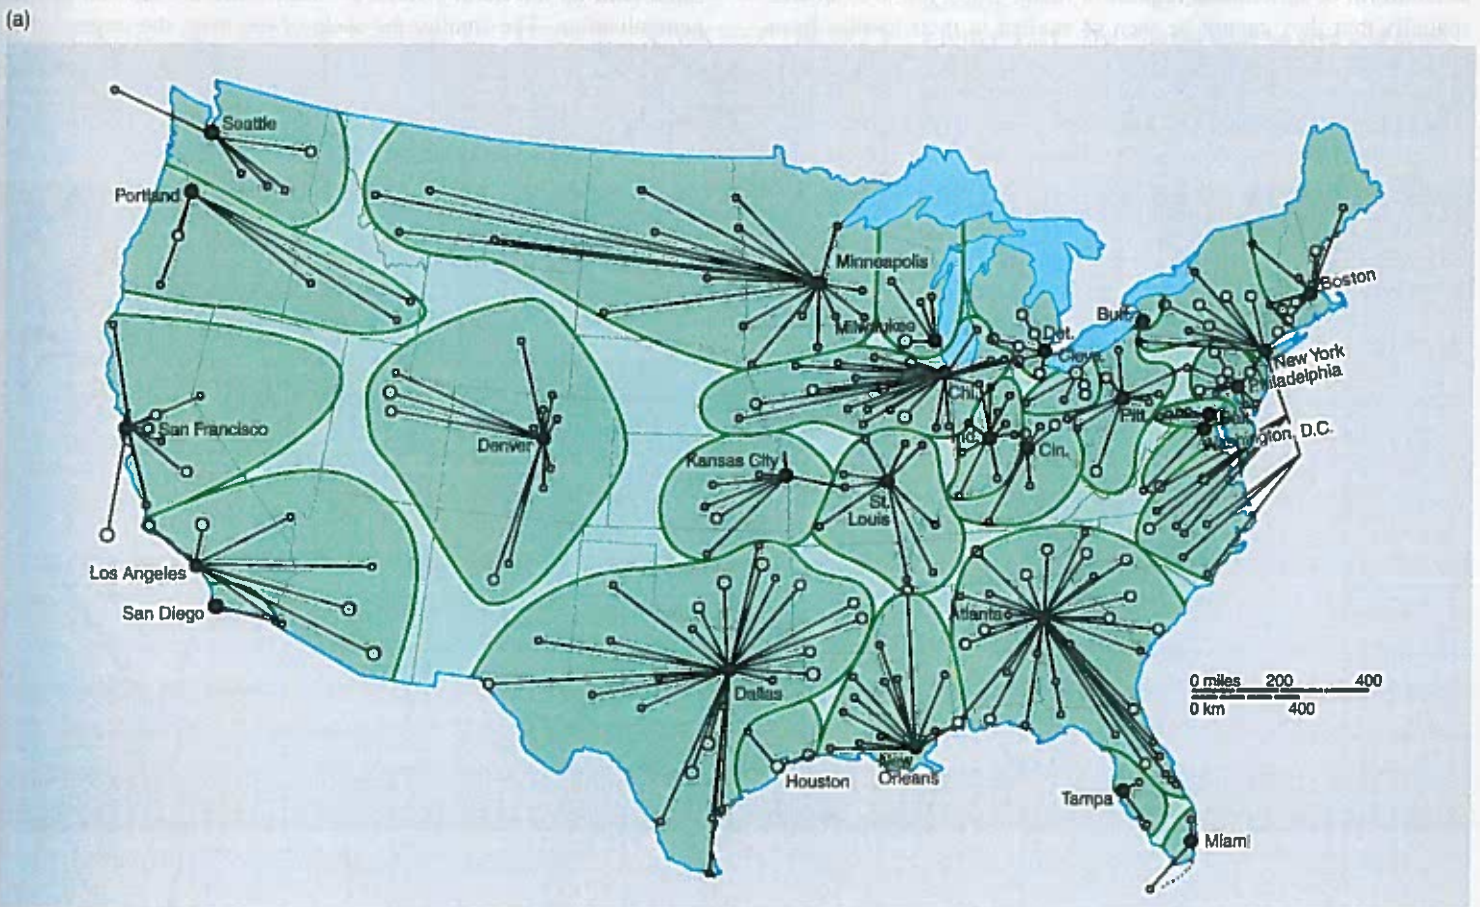 (a)
Seattle
Portland
San Francisco
Los Angeles
San Diego
Denver
Minneapolis
Milwaukee
Chi.
Kansas City
St.
Louis
Ind.
Cin.
Det.
Cleve.
Buff.
Pitt.
Boston
New York
Philadelphia
Washington, D.C.
Atlanta
Dallas
Houston
New
Orleans
Tampa
Miami
0 miles 200 400
0 km 400